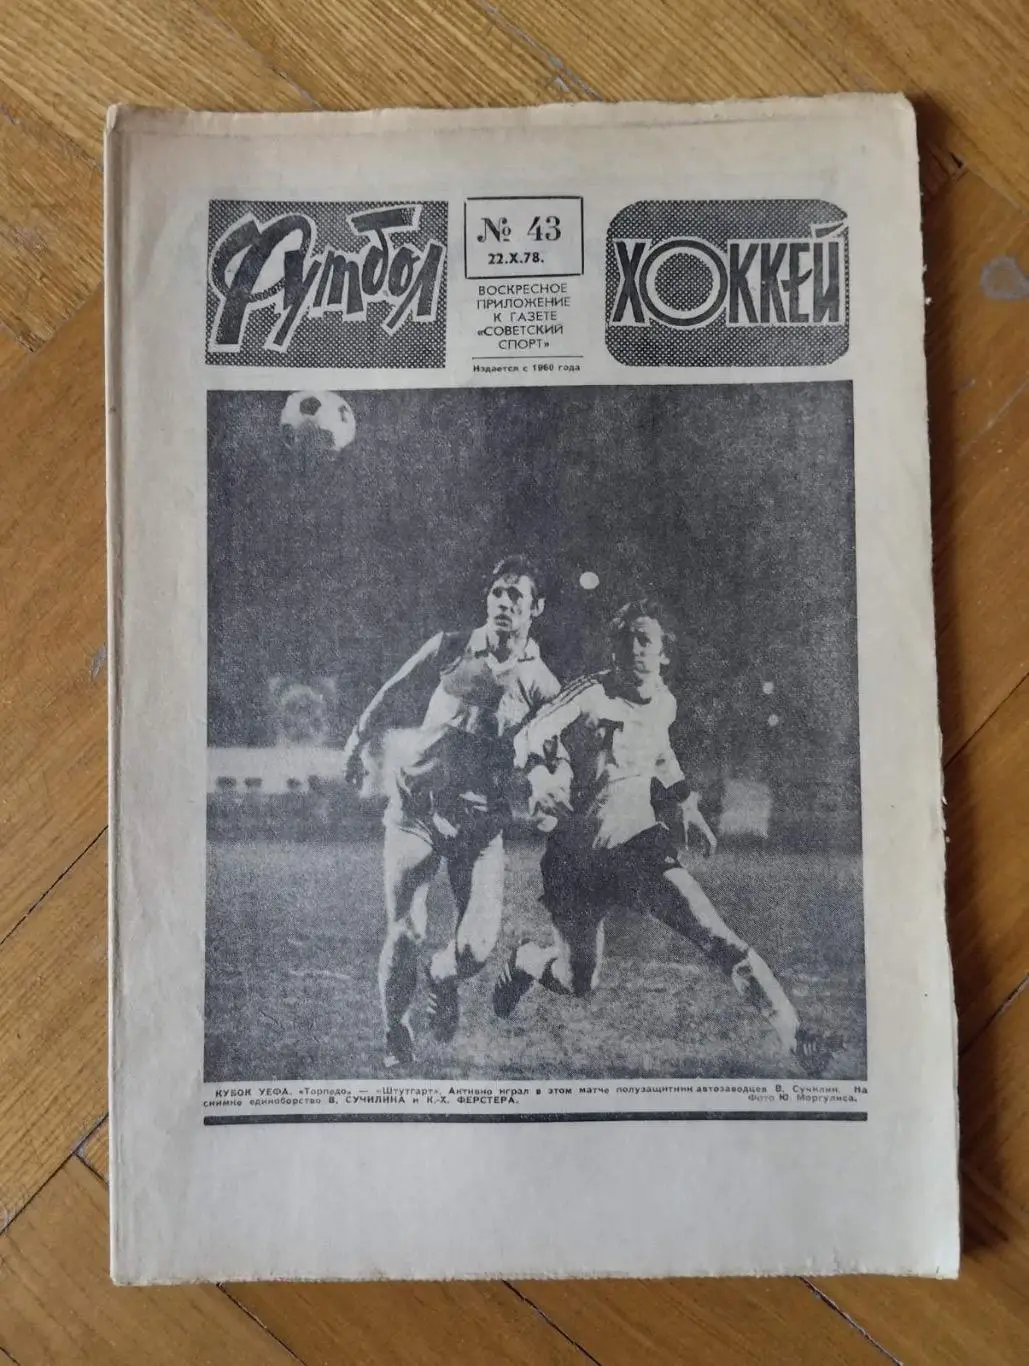 Футбол
№ 43
22.X.78.
ВОСКРЕСНОЕ
ПРИЛОЖЕНИЕ
К ГАЗЕТЕ
«СОВЕТСКИЙ
СПОРТ»
Издается с 1960 года
ХОККЕЙ
КУБОК УЕФА. «Торпедо» — «Штутгарт». Активно играл в этом матче полузащитник автозаводцев В. Сучилин. На
снимке единоборство В. СУЧИЛИНА и К.-Х. ФЕРСТЕРА. Фото Ю. Моргулиса.